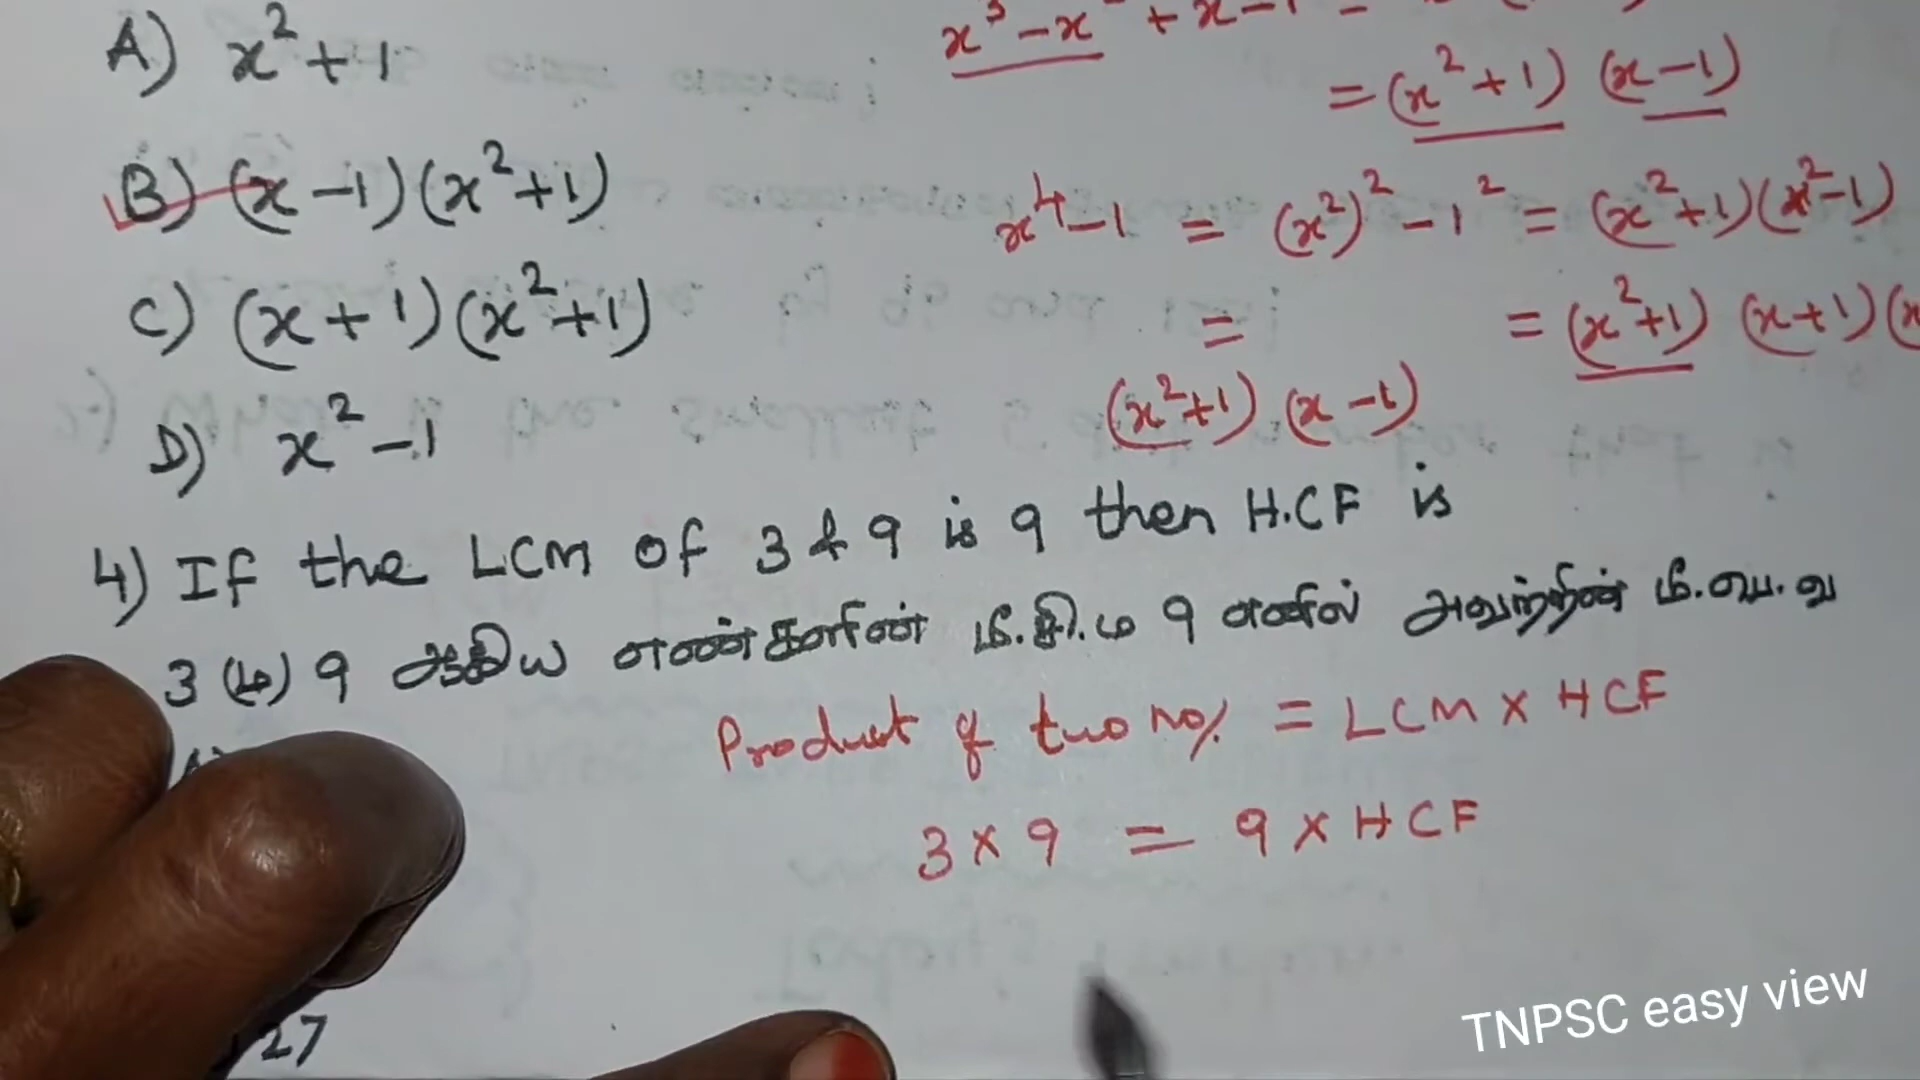 A) x² + 1
x³ - x² + x - 1
= (x² + 1) (x - 1)
B) (x - 1)(x² + 1)
x⁴ - 1 = (x²)² - 1² = (x² + 1)(x² - 1)
C) (x + 1)(x² + 1)
= = (x² + 1) (x + 1)(x
(x² + 1) (x - 1)
D) x² - 1
4) If the LCM of 3 & 9 is 9 then H.C.F is
3 (ம) 9 ஆகிய எண்களின் மீ.சி.ம 9 எனில் அவற்றின் மீ.பெ.வ
Product of two no/. = LCM x HCF
3 x 9 = 9 x HCF
27
TNPSC easy view